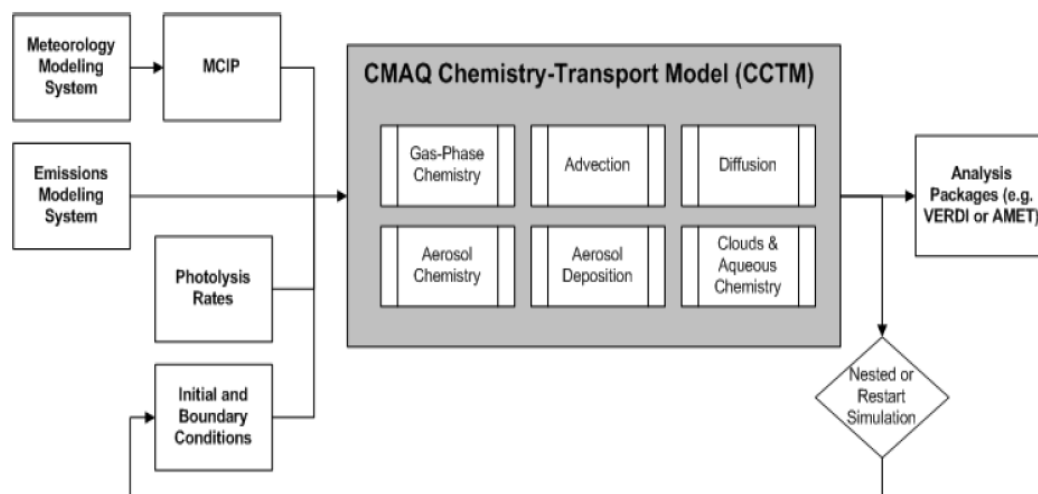 Meteorology
Modeling
System
MCIP
Emissions
Modeling
System
Photolysis
Rates
Initial and
Boundary
Conditions
CMAQ Chemistry-Transport Model (CCTM)
Gas-Phase
Chemistry
Advection
Diffusion
Aerosol
Chemistry
Aerosol
Deposition
Clouds &
Aqueous
Chemistry
Analysis
Packages (e.g.
VERDI or AMET)
Nested or
Restart
Simulation